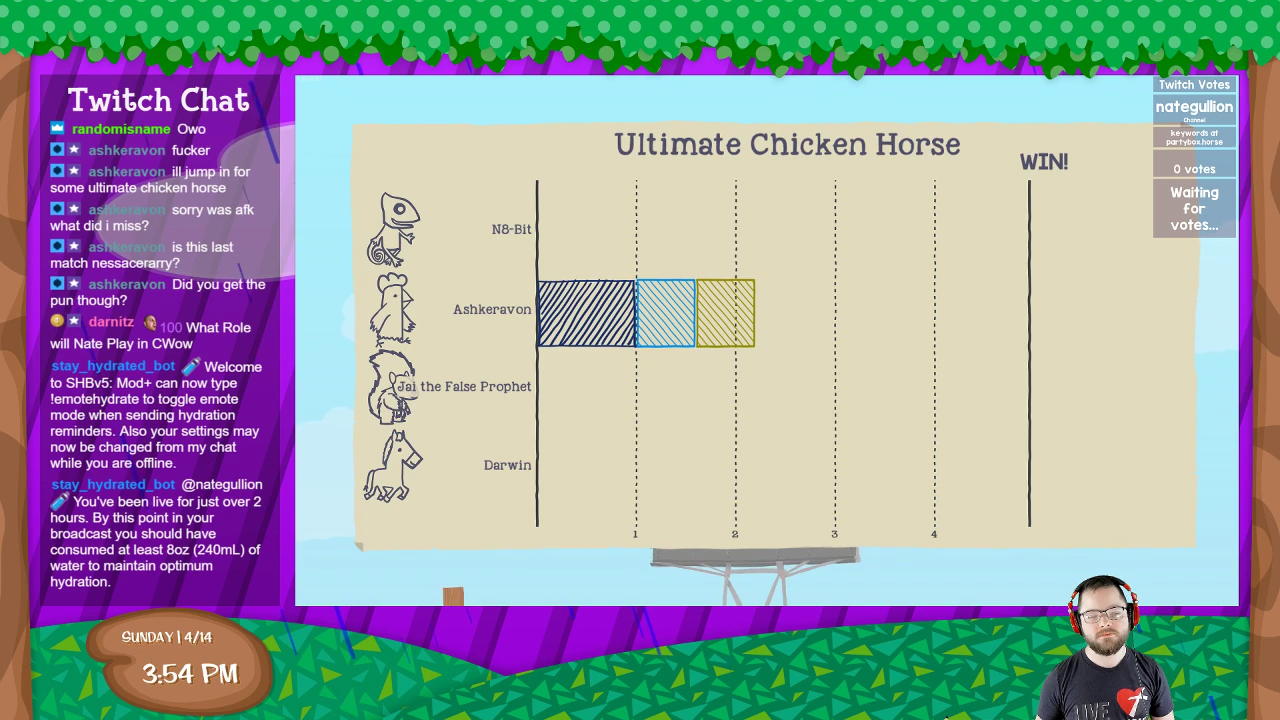 Twitch Chat
randomisname Owo
ashkeravon fucker
ashkeravon ill jump in for
some ultimate chicken horse
ashkeravon sorry was afk
what did i miss?
ashkeravon is this last
match nessacerarry?
ashkeravon Did you get the
pun though?
darnitz 100 What Role
will Nate Play in CWow
stay_hydrated_bot Welcome
to SHBv5: Mod+ can now type
!emotehydrate to toggle emote
mode when sending hydration
reminders. Also your settings may
now be changed from my chat
while you are offline.
stay_hydrated_bot @nategullion
You've been live for just over 2
hours. By this point in your
broadcast you should have
consumed at least 8oz (240mL) of
water to maintain optimum
hydration.
SUNDAY | 4/14
3:54 PM
Ultimate Chicken Horse
WIN!
N8-Bit
Ashkeravon
Jai the False Prophet
Darwin
1 2 3 4
Twitch Votes
nategullion
Channel
keywords at
partybox.horse
0 votes
Waiting
for
votes...
LIVE